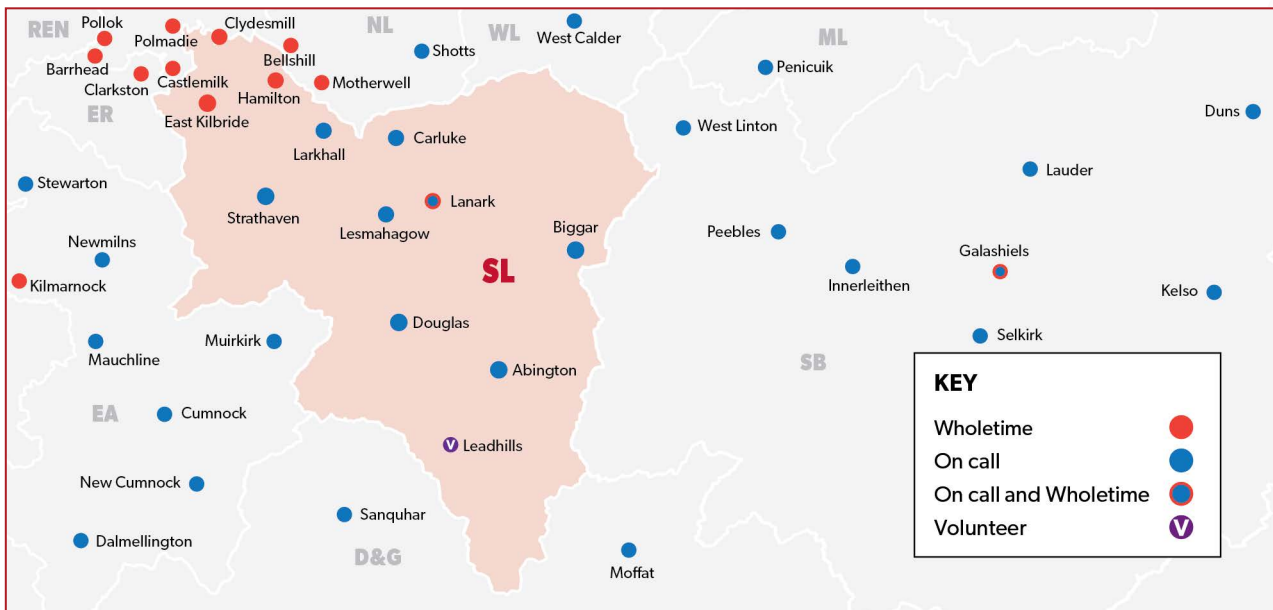 REN
Pollok
Polmadie
Clydesmill
NL
WL
West Calder
ML
Barrhead
Bellshill
Shotts
Clarkston
Castlemilk
Hamilton
Motherwell
Penicuik
ER
East Kilbride
Duns
Larkhall
Carluke
West Linton
Lauder
Stewarton
Strathaven
Lesmahagow
Lanark
Newmilns
Biggar
Peebles
Galashiels
Kilmarnock
SL
Innerleithen
Kelso
Douglas
Mauchline
Muirkirk
Selkirk
Abington
SB
EA
Cumnock
V Leadhills
New Cumnock
Sanquhar
Dalmellington
D&G
Moffat
KEY
Wholetime
On call
On call and Wholetime
Volunteer V